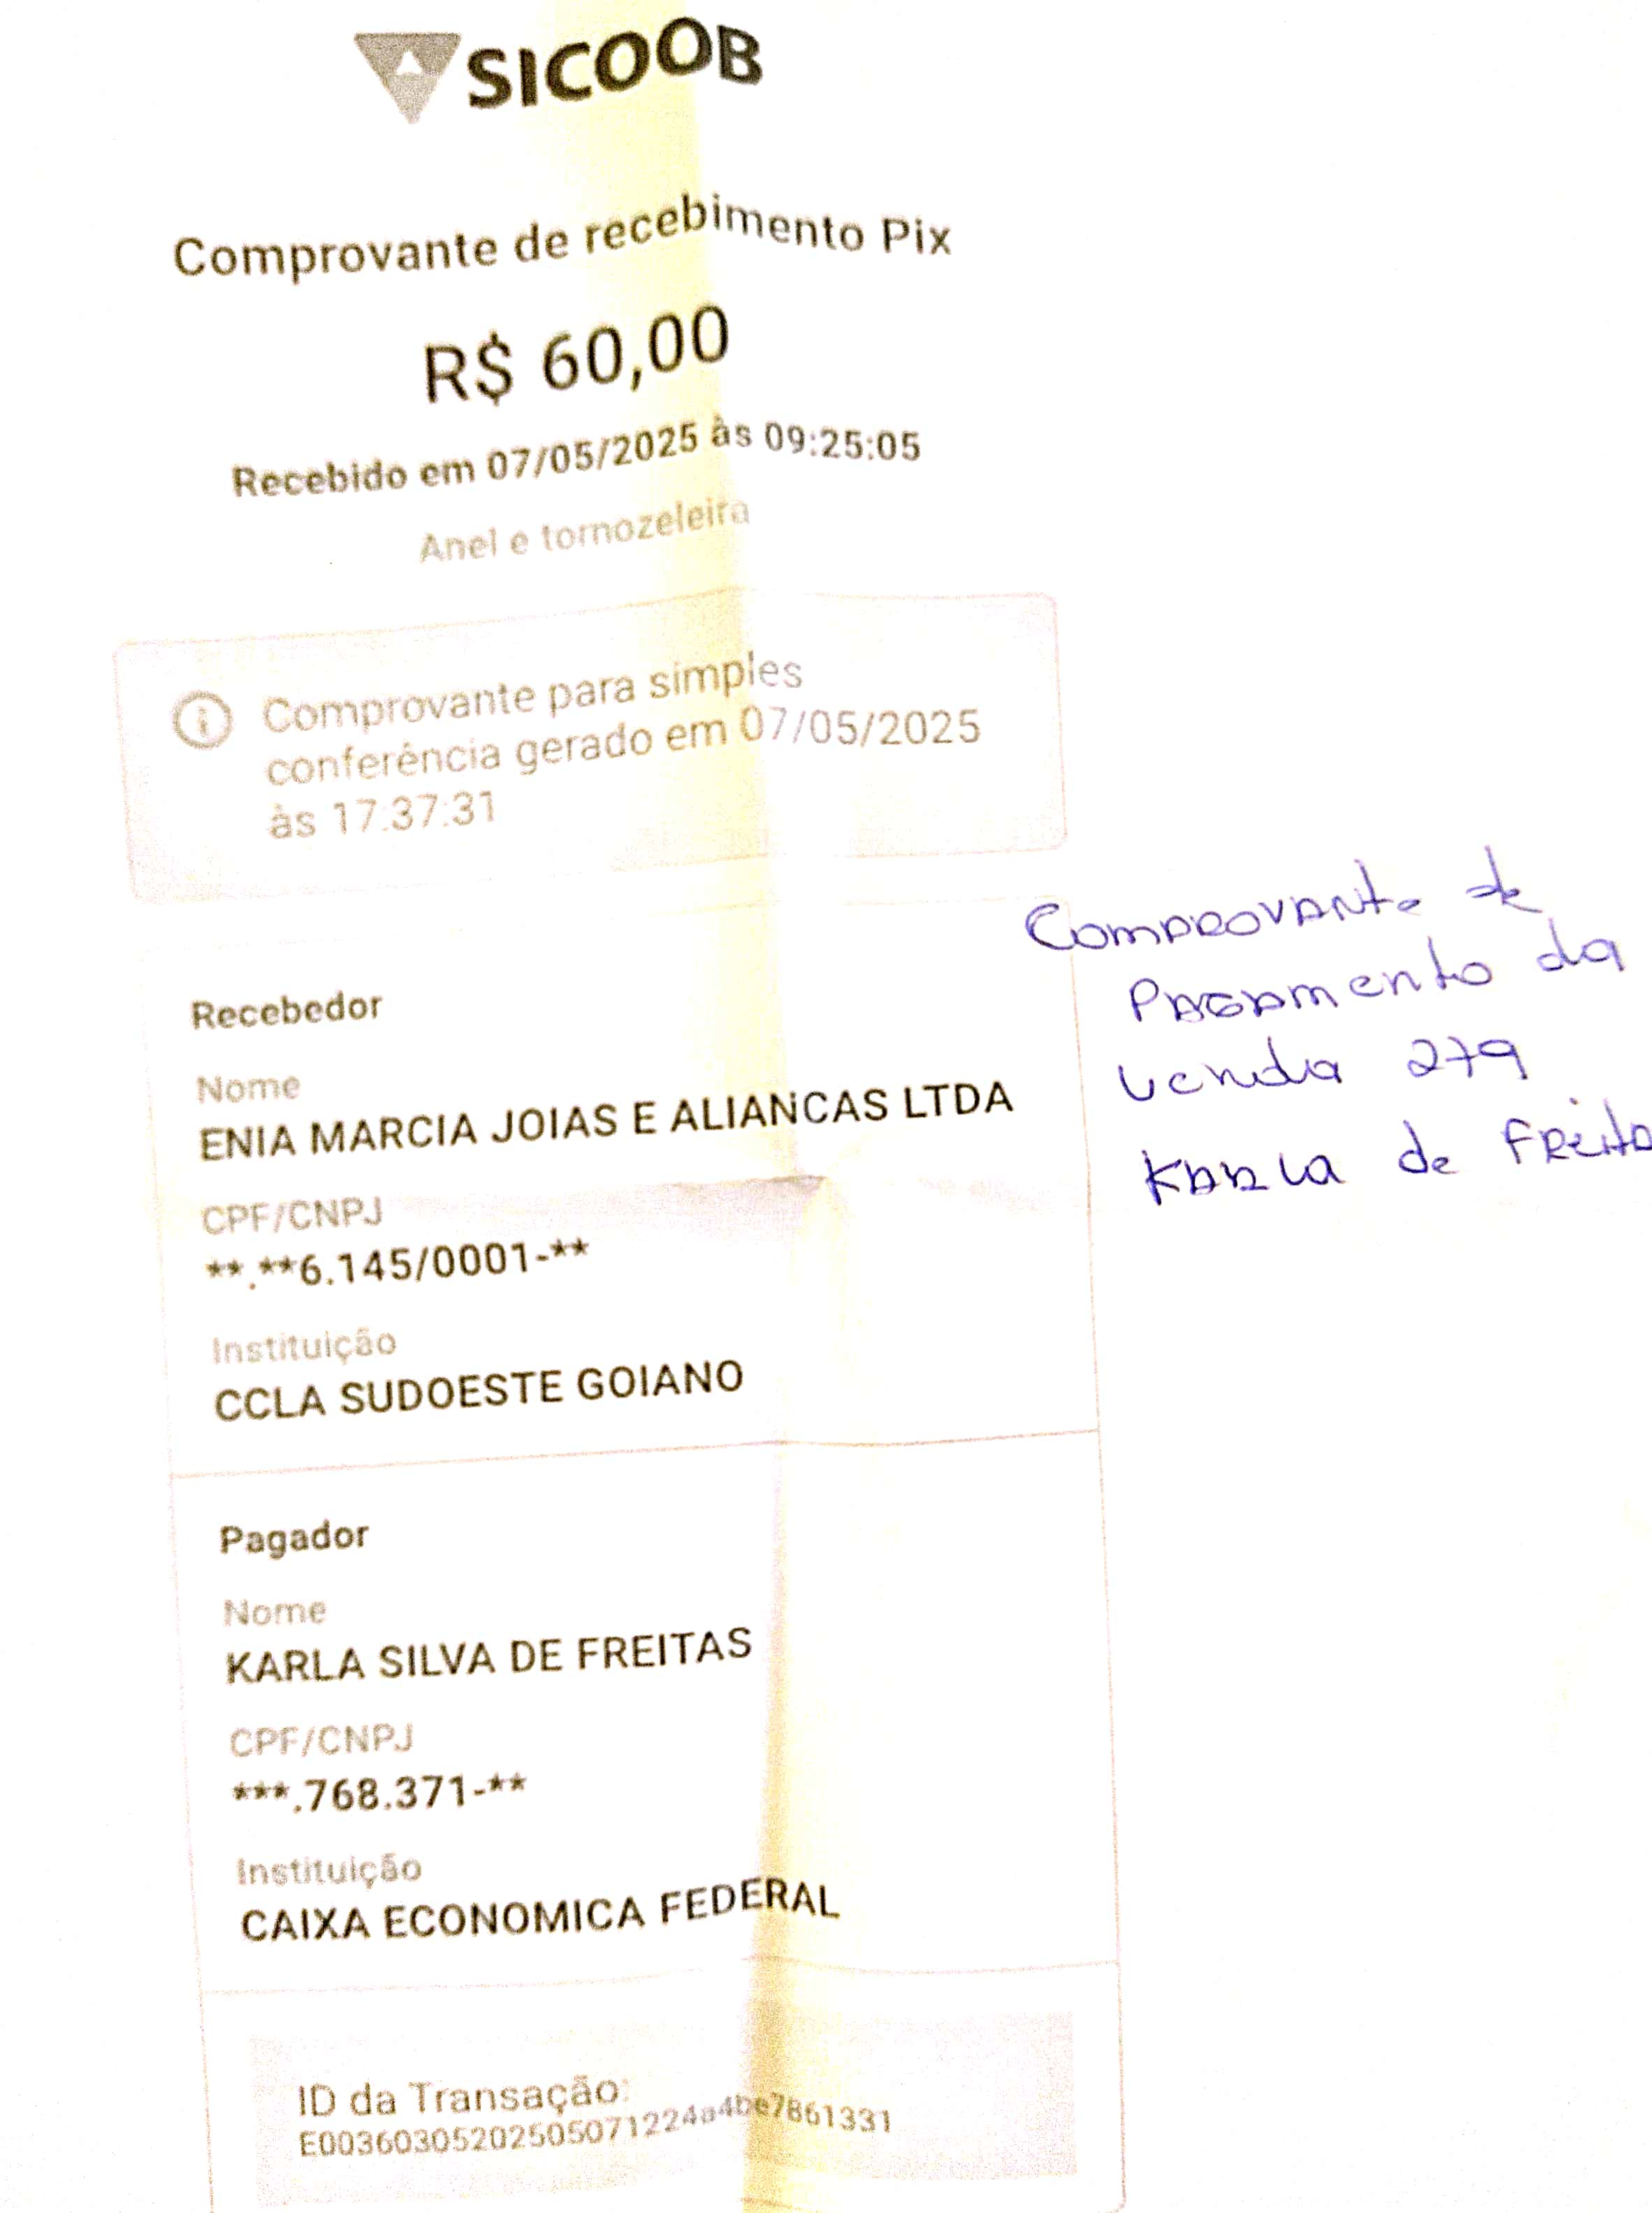 SICOOB
Comprovante de recebimento Pix
R$ 60,00
Recebido em 07/05/2025 às 09:25:05
Anel e tornozeleira
Comprovante para simples
conferência gerado em 07/05/2025
às 17:37:31
Comprovante de
Pagamento da
venda 279
Karla de Freita
Recebedor
Nome
ENIA MARCIA JOIAS E ALIANCAS LTDA
CPF/CNPJ
**.**6.145/0001-**
Instituição
CCLA SUDOESTE GOIANO
Pagador
Nome
KARLA SILVA DE FREITAS
CPF/CNPJ
***.768.371-**
Instituição
CAIXA ECONOMICA FEDERAL
ID da Transação:
E00360305202505071224a4be7861331